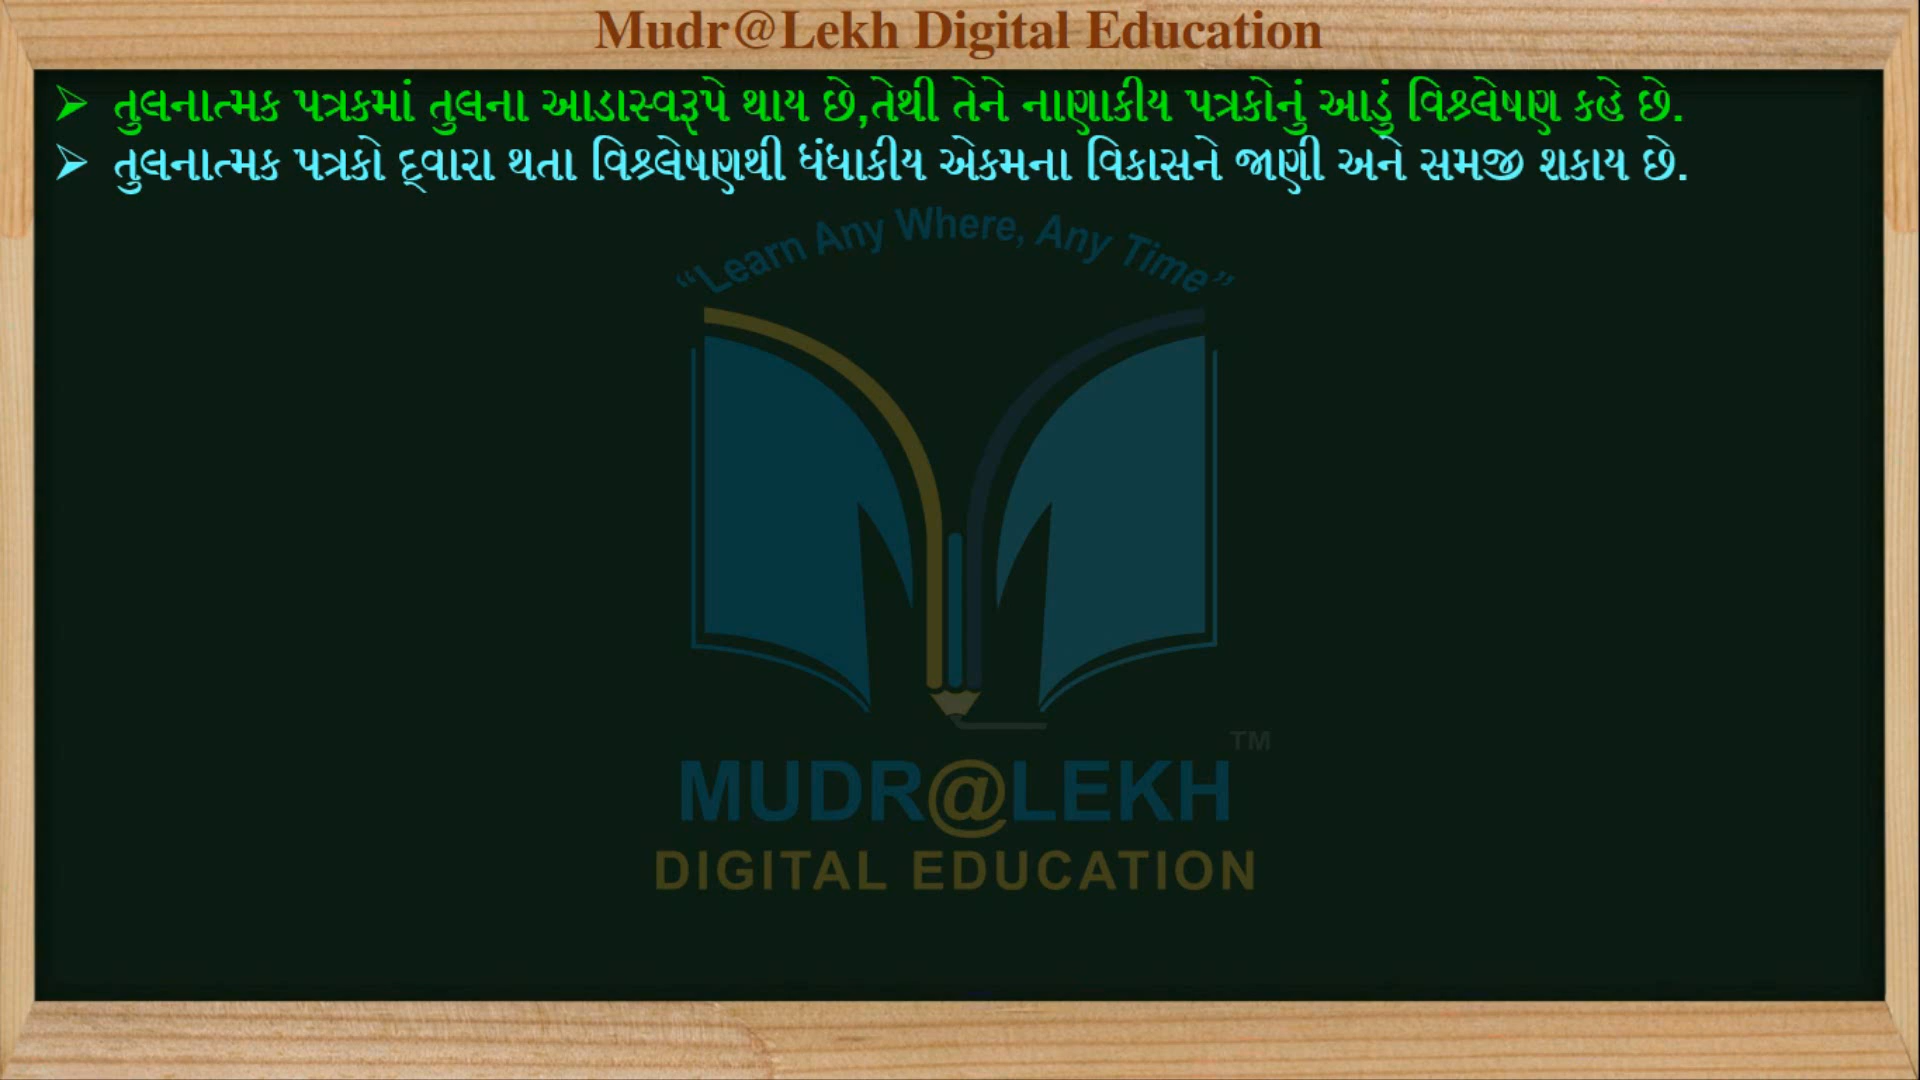 Mudr@Lekh Digital Education
➢ તુલનાત્મક પત્રકમાં તુલના આડાસ્વરૂપે થાય છે,તેથી તેને નાણાકીય પત્રકોનું આડું વિશ્લેષણ કહે છે.
➢ તુલનાત્મક પત્રકો દ્વારા થતા વિશ્લેષણથી ધંધાકીય એકમના વિકાસને જાણી અને સમજી શકાય છે.
“Learn Any Where, Any Time”
TM
MUDR@LEKH
DIGITAL EDUCATION